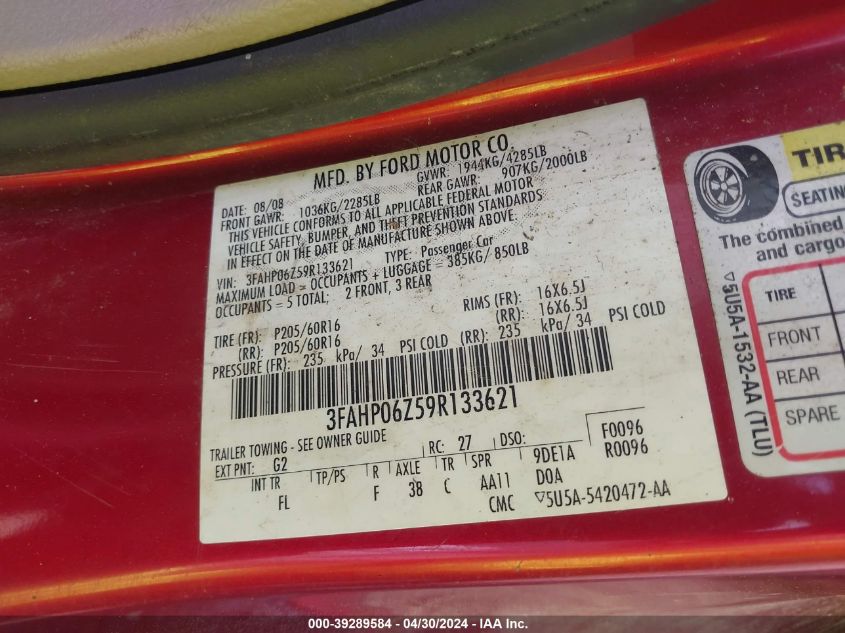 MFD. BY FORD MOTOR CO.
DATE: 08/08 GVWR: 1944KG/4285LB
FRONT GAWR: 1036KG/2285LB REAR GAWR: 907KG/2000LB
THIS VEHICLE CONFORMS TO ALL APPLICABLE FEDERAL MOTOR
VEHICLE SAFETY, BUMPER, AND THEFT PREVENTION STANDARDS
IN EFFECT ON THE DATE OF MANUFACTURE SHOWN ABOVE.
VIN: 3FAHP06Z59R133621 TYPE: Passenger Car
MAXIMUM LOAD = OCCUPANTS + LUGGAGE = 385KG/ 850LB
OCCUPANTS = 5 TOTAL; 2 FRONT, 3 REAR
TIRE (FR): P205/60R16 RIMS (FR): 16X6.5J
(RR): P205/60R16 (RR): 16X6.5J
PRESSURE (FR): 235 kPa/ 34 PSI COLD (RR): 235 kPa/ 34 PSI COLD
3FAHP06Z59R133621
TRAILER TOWING - SEE OWNER GUIDE
EXT PNT: G2 RC: 27 DSO: F0096
R0096
INT TR TP/PS R AXLE TR SPR 9DE1A
FL F 38 C AA11 D0A
CMC ▽5U5A-5420472-AA
TIR
SEATIN
The combined
and cargo
TIRE
FRONT
REAR
SPARE
▽5U5A-1532-AA (TLU)
000-39289584 - 04/30/2024 - IAA Inc.